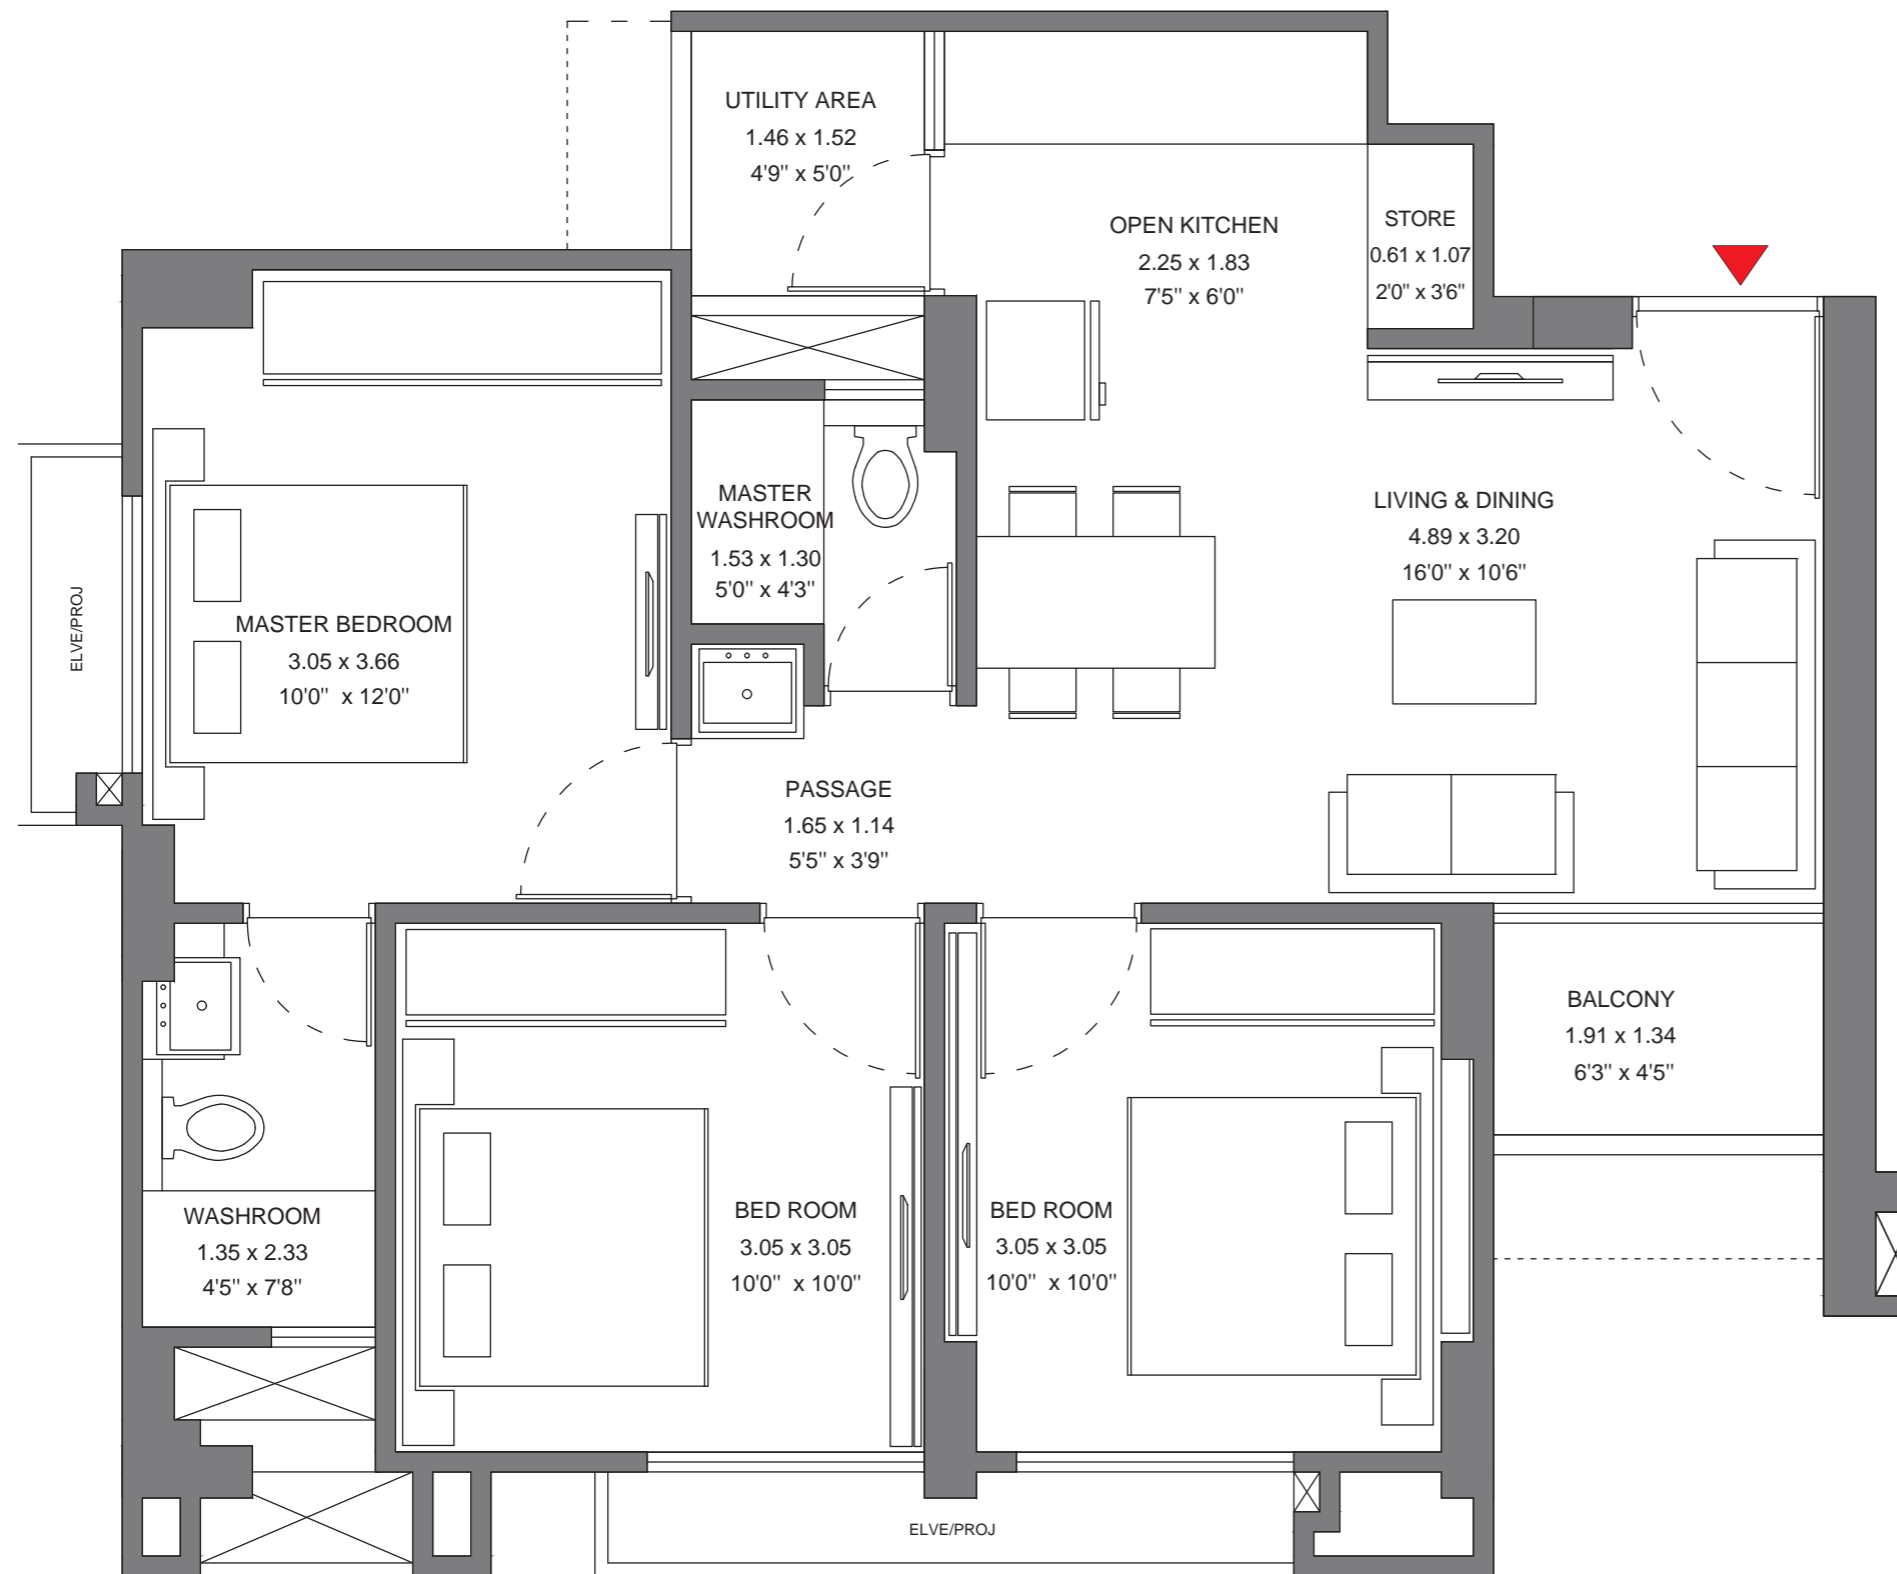 UTILITY AREA
1.46 x 1.52
4'9" x 5'0"
OPEN KITCHEN
2.25 x 1.83
7'5" x 6'0"
STORE
0.61 x 1.07
2'0" x 3'6"
MASTER
WASHROOM
1.53 x 1.30
5'0" x 4'3"
LIVING & DINING
4.89 x 3.20
16'0" x 10'6"
ELVE/PROJ
MASTER BEDROOM
3.05 x 3.66
10'0" x 12'0"
PASSAGE
1.65 x 1.14
5'5" x 3'9"
BALCONY
1.91 x 1.34
6'3" x 4'5"
WASHROOM
1.35 x 2.33
4'5" x 7'8"
BED ROOM
3.05 x 3.05
10'0" x 10'0"
BED ROOM
3.05 x 3.05
10'0" x 10'0"
ELVE/PROJ